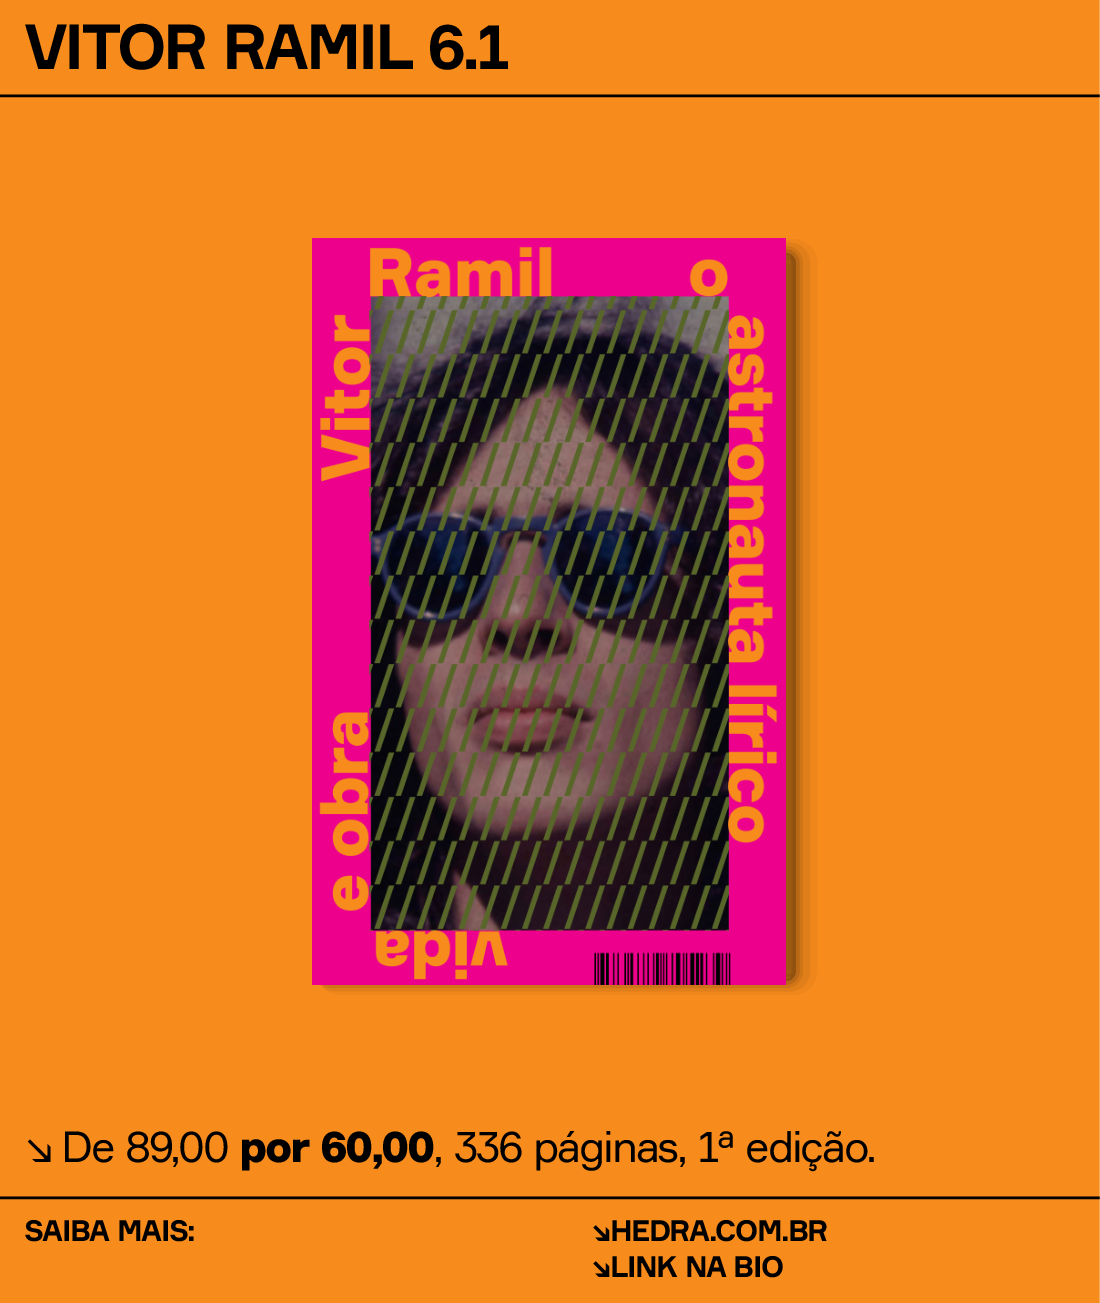 VITOR RAMIL 6.1
Vitor
Ramil
o
astronauta lírico
vida
e obra
↘ De 89,00 por 60,00, 336 páginas, 1ª edição.
SAIBA MAIS:
↘HEDRA.COM.BR
↘LINK NA BIO